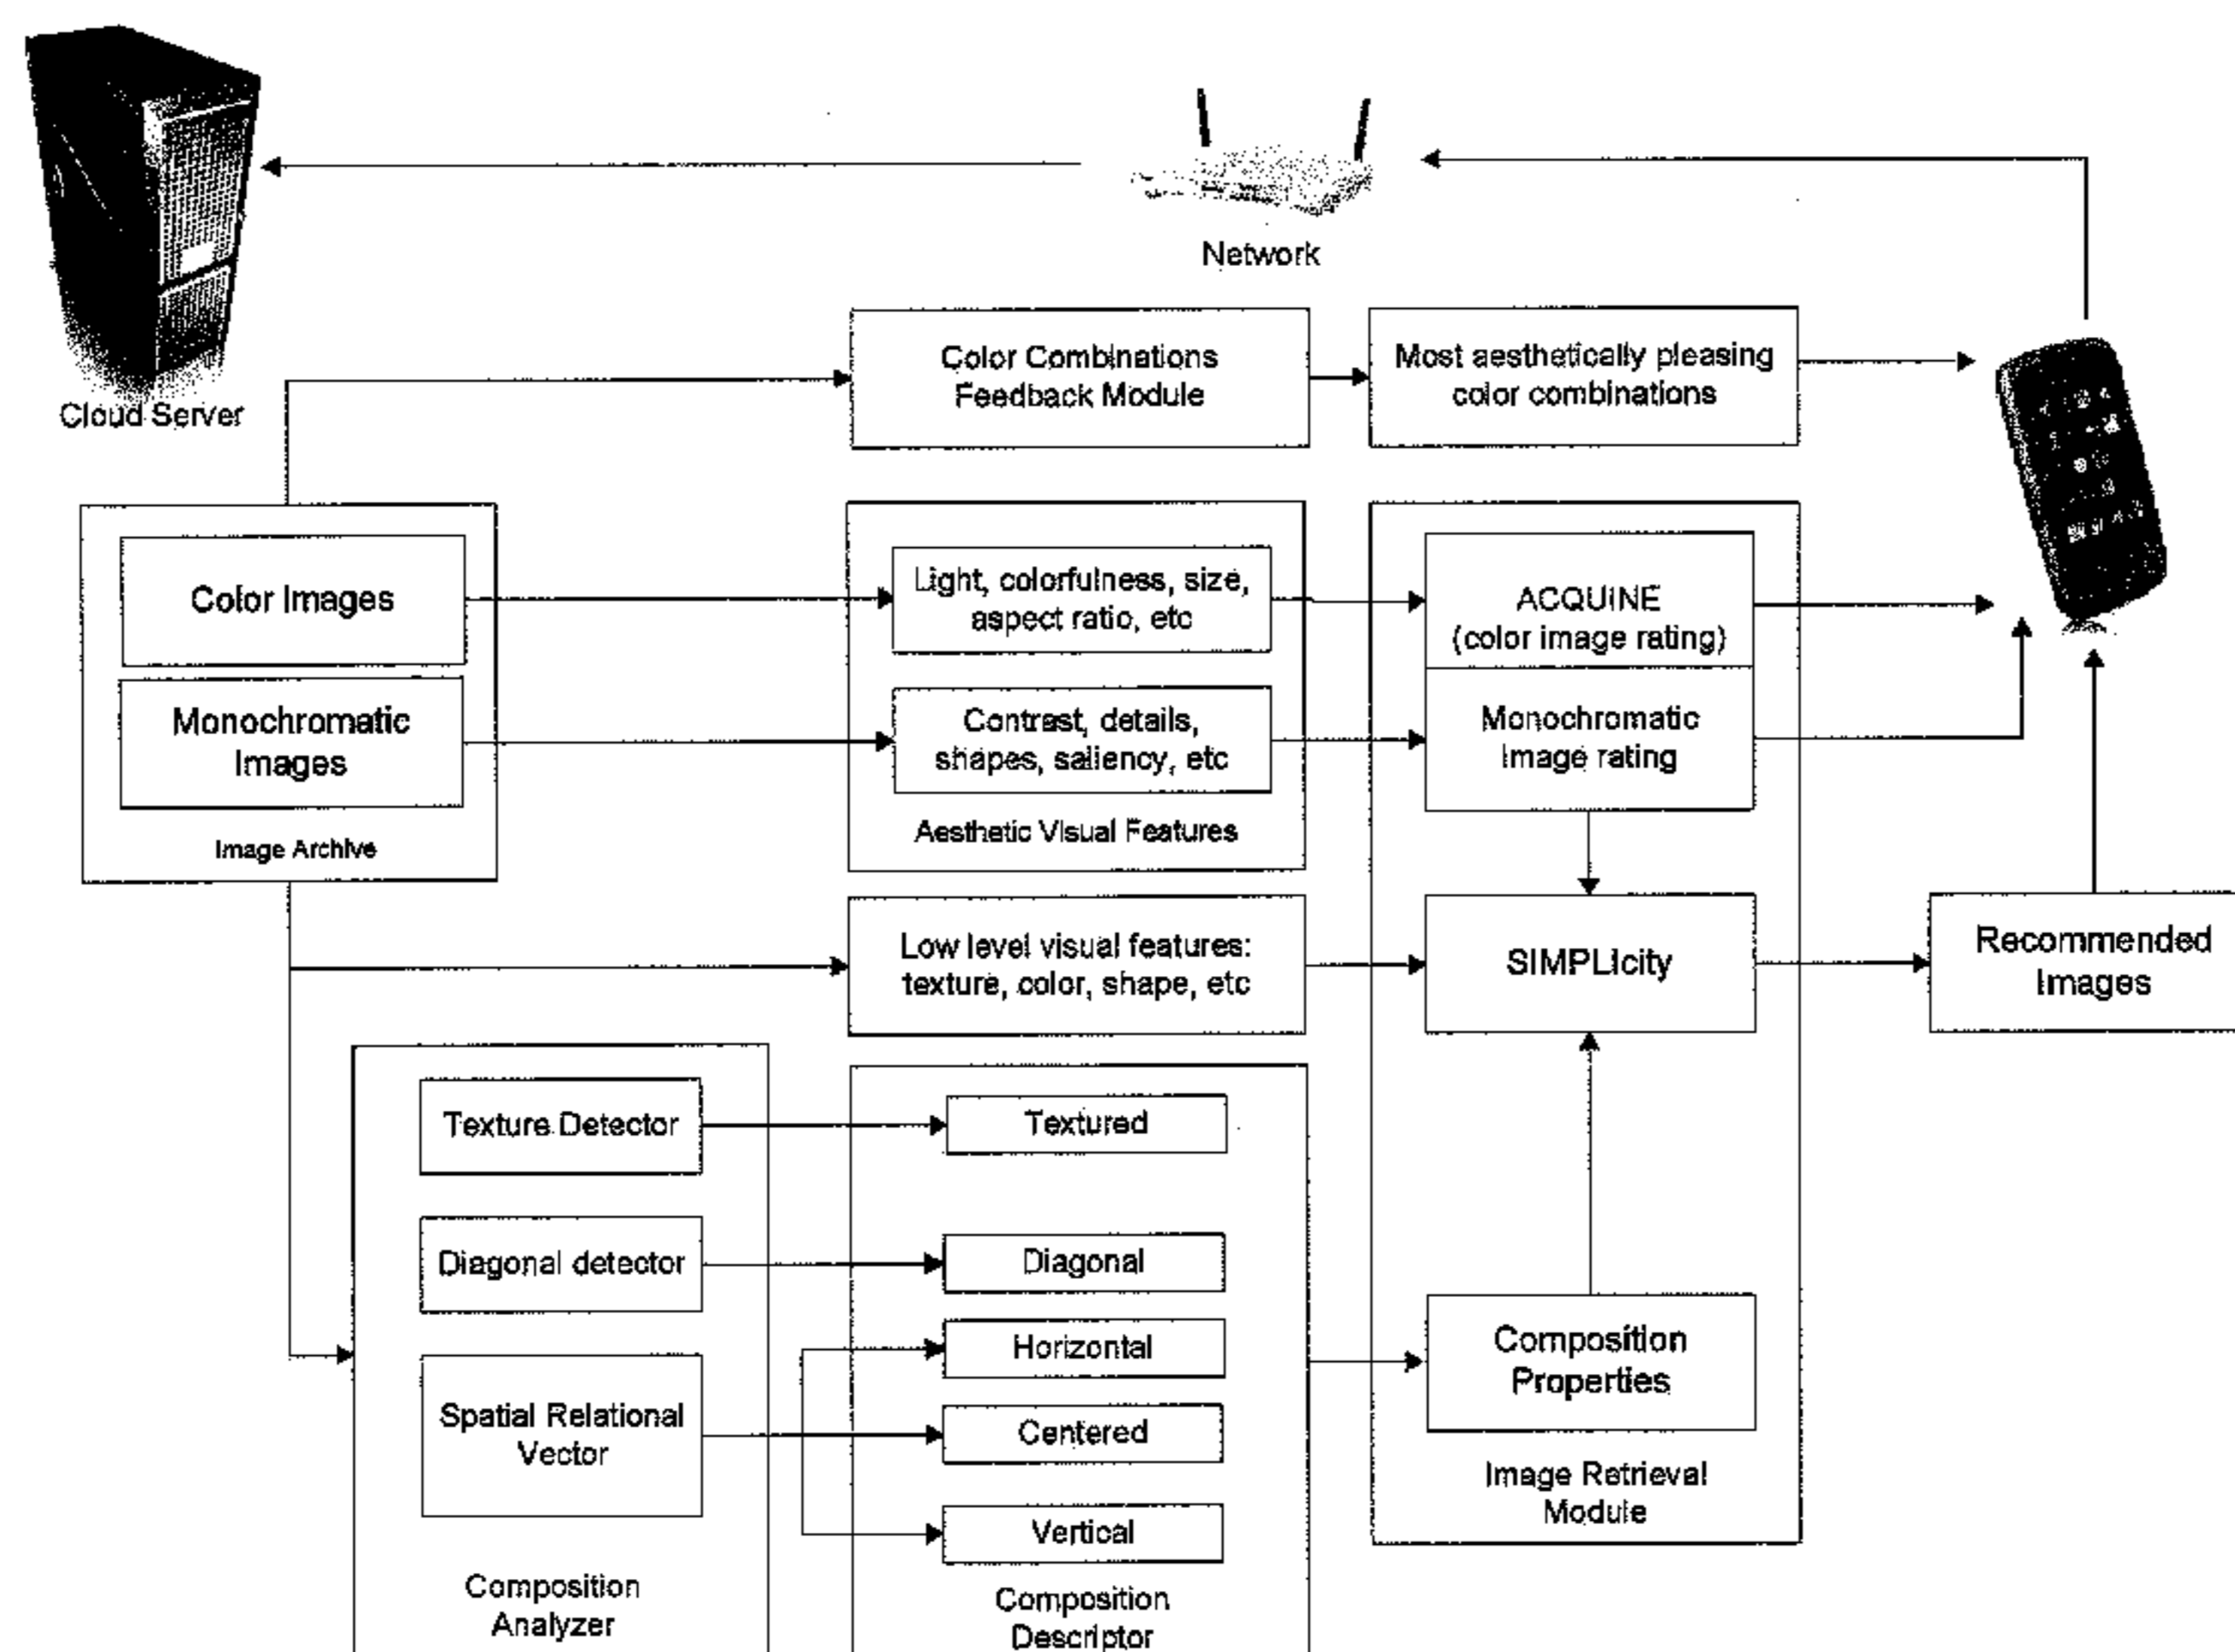 Network
Cloud Server
Color Combinations
Feedback Module
Most aesthetically pleasing
color combinations
Color Images
Monochromatic
Images
Image Archive
Light, colorfulness, size,
aspect ratio, etc
Contrast, details,
shapes, saliency, etc
Aesthetic Visual Features
ACQUINE
(color image rating)
Monochromatic
Image rating
Low level visual features:
texture, color, shape, etc
SIMPLIcity
Recommended
Images
Texture Detector
Diagonal detector
Spatial Relational
Vector
Composition
Analyzer
Textured
Diagonal
Horizontal
Centered
Vertical
Composition
Descriptor
Composition
Properties
Image Retrieval
Module